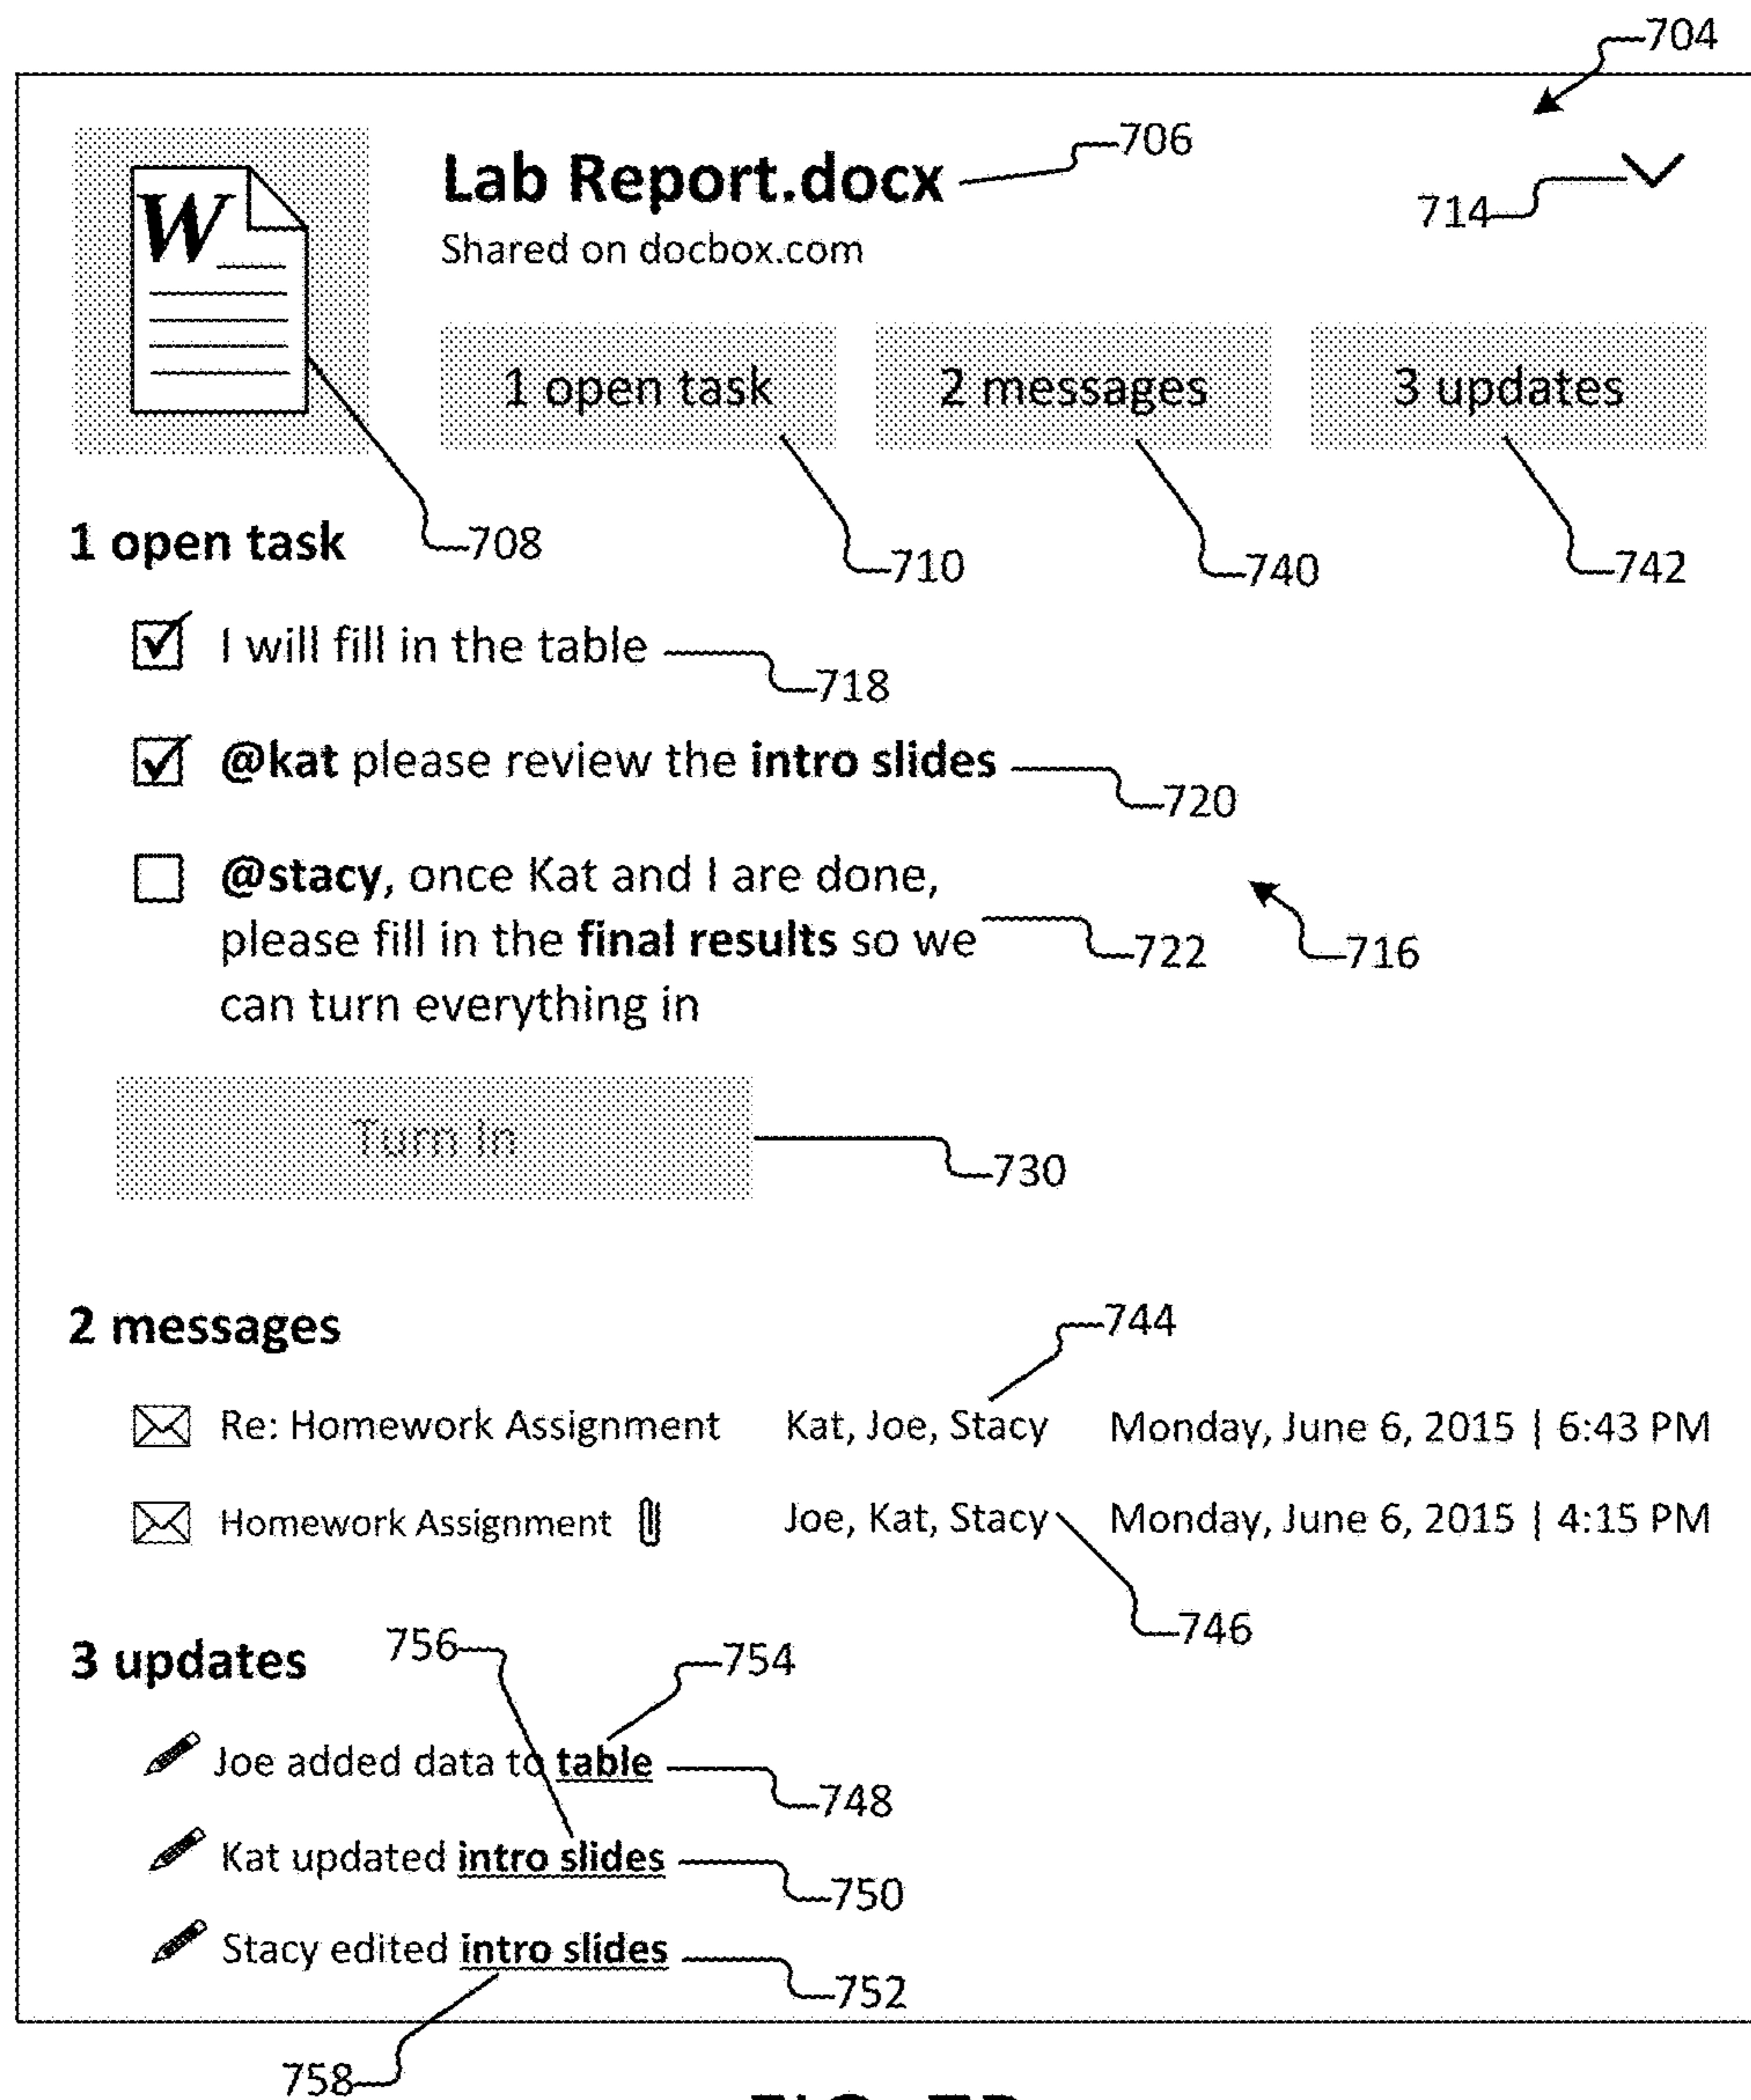 704
706
Lab Report.docx
714
W
Shared on docbox.com
1 open task 2 messages 3 updates
1 open task
708
710
740
742
I will fill in the table
718
@kat please review the intro slides
720
@stacy, once Kat and I are done,
please fill in the final results so we
722
716
can turn everything in
Turn In
730
2 messages
744
Re: Homework Assignment Kat, Joe, Stacy Monday, June 6, 2015 | 6:43 PM
Homework Assignment Joe, Kat, Stacy Monday, June 6, 2015 | 4:15 PM
746
3 updates
756
754
Joe added data to table
748
Kat updated intro slides
750
Stacy edited intro slides
752
758